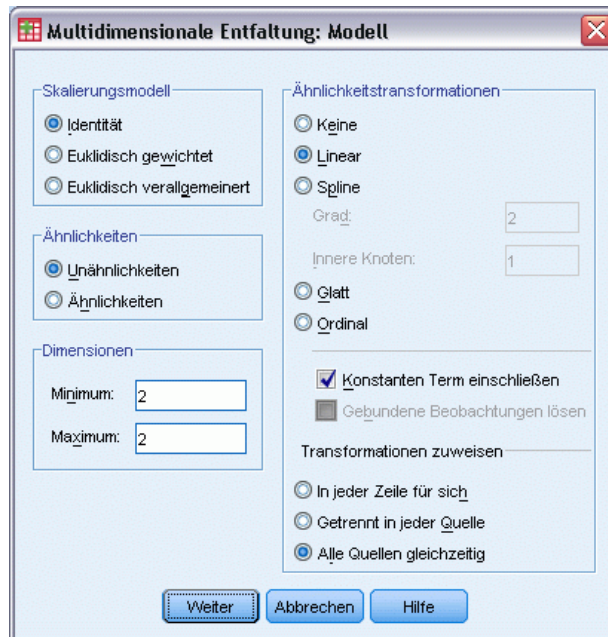 Multidimensionale Entfaltung: Modell
Skalierungsmodell
Identität
Euklidisch gewichtet
Euklidisch verallgemeinert
Ähnlichkeiten
Unähnlichkeiten
Ähnlichkeiten
Dimensionen
Minimum: 2
Maximum: 2
Ähnlichkeitstransformationen
Keine
Linear
Spline
Grad: 2
Innere Knoten: 1
Glatt
Ordinal
Konstanten Term einschließen
Gebundene Beobachtungen lösen
Transformationen zuweisen
In jeder Zeile für sich
Getrennt in jeder Quelle
Alle Quellen gleichzeitig
Weiter Abbrechen Hilfe